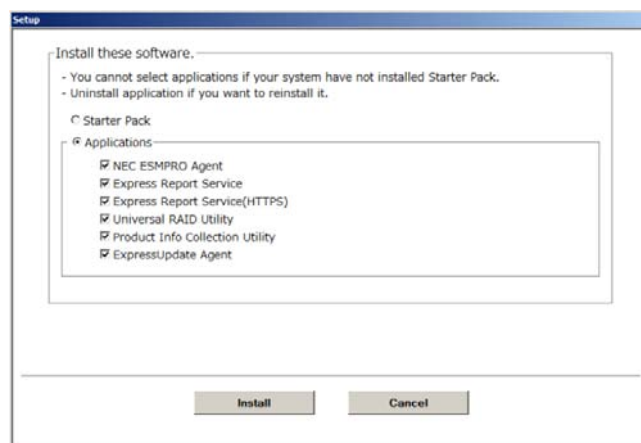 Setup
Install these software.
- You cannot select applications if your system have not installed Starter Pack.
- Uninstall application if you want to reinstall it.
Starter Pack
Applications
NEC ESMPRO Agent
Express Report Service
Express Report Service(HTTPS)
Universal RAID Utility
Product Info Collection Utility
ExpressUpdate Agent
Install Cancel